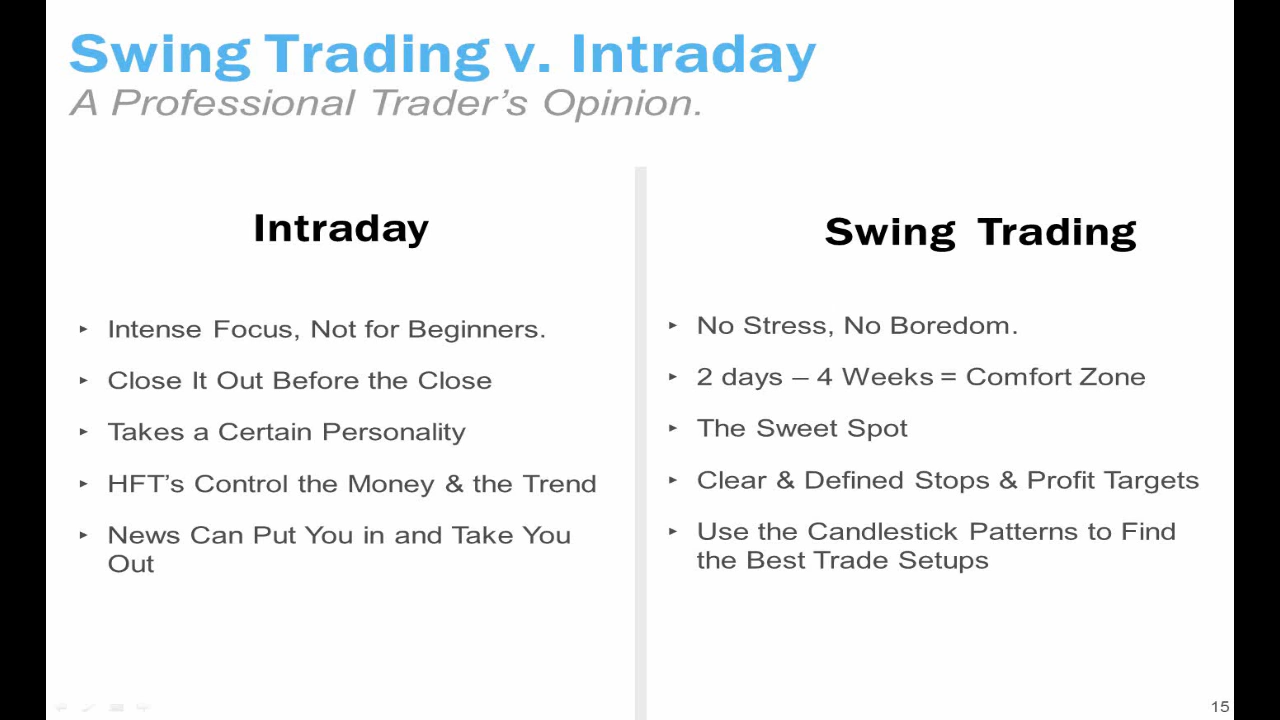 Swing Trading v. Intraday
A Professional Trader's Opinion.
Intraday
‣ Intense Focus, Not for Beginners.
‣ Close It Out Before the Close
‣ Takes a Certain Personality
‣ HFT's Control the Money & the Trend
‣ News Can Put You in and Take You
Out
Swing Trading
‣ No Stress, No Boredom.
‣ 2 days – 4 Weeks = Comfort Zone
‣ The Sweet Spot
‣ Clear & Defined Stops & Profit Targets
‣ Use the Candlestick Patterns to Find
the Best Trade Setups
15